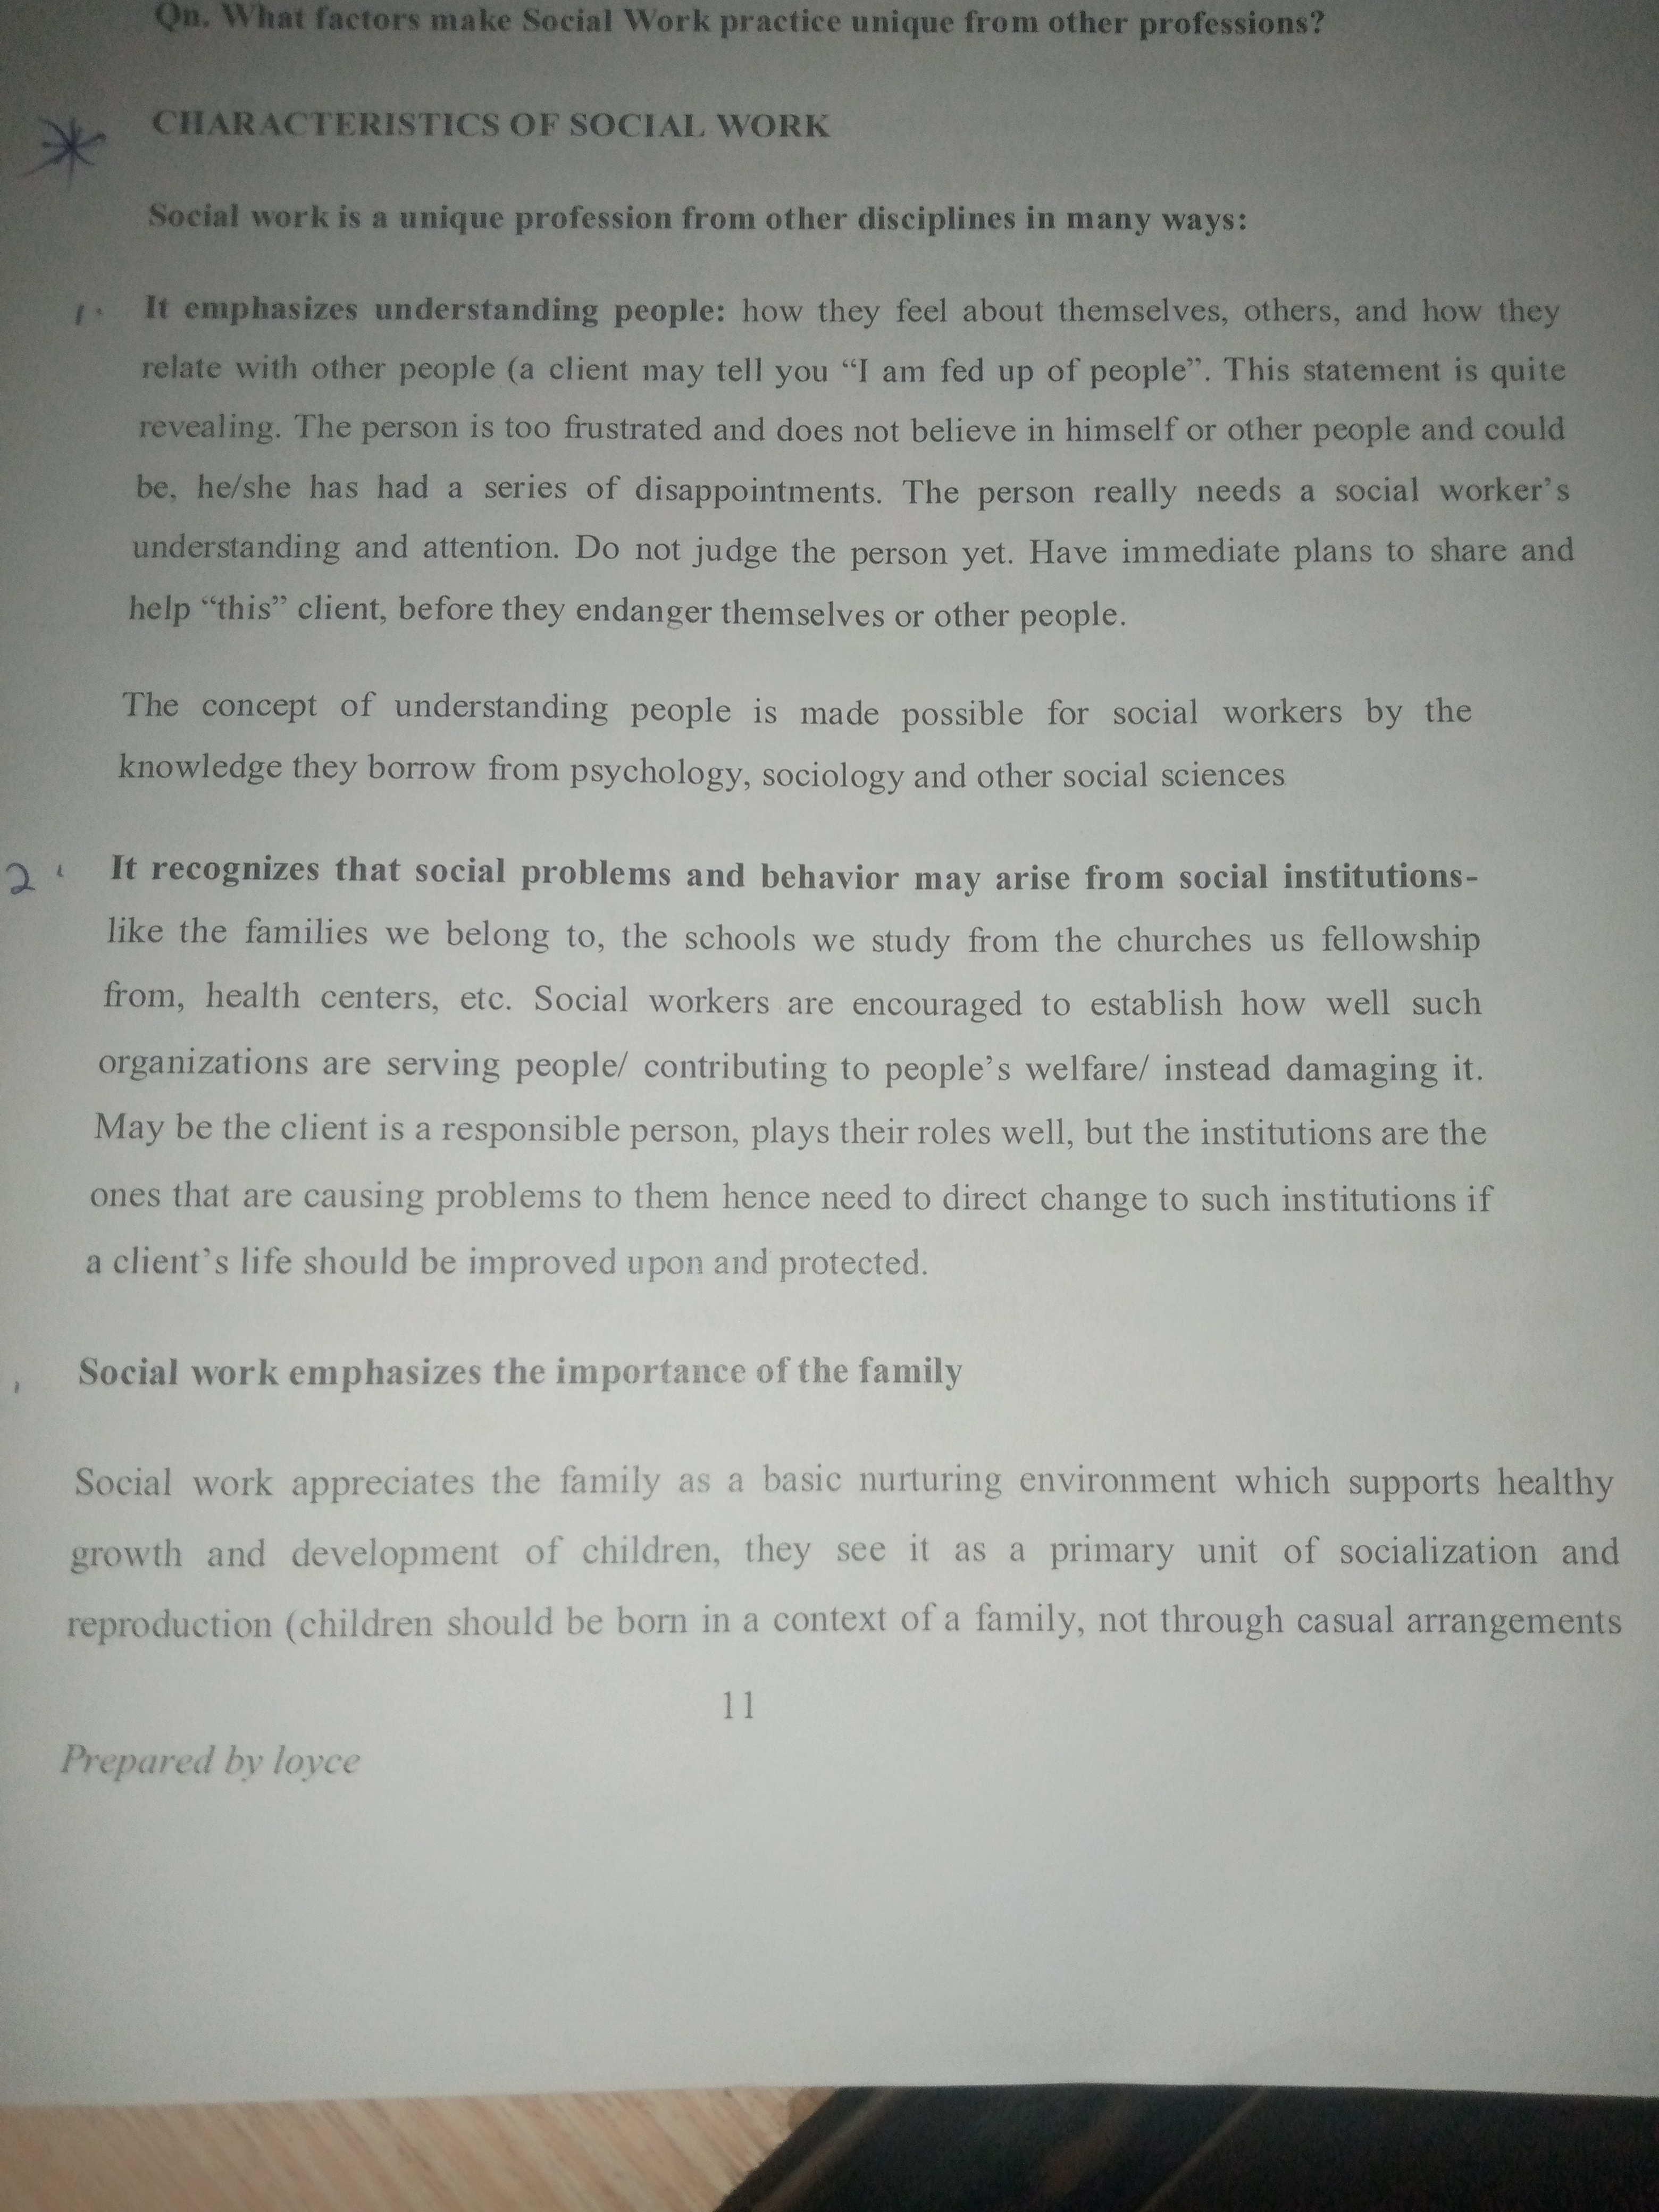 Qn. What factors make Social Work practice unique from other professions?
CHARACTERISTICS OF SOCIAL WORK
Social work is a unique profession from other disciplines in many ways:
1. It emphasizes understanding people: how they feel about themselves, others, and how they
relate with other people (a client may tell you “I am fed up of people”. This statement is quite
revealing. The person is too frustrated and does not believe in himself or other people and could
be, he/she has had a series of disappointments. The person really needs a social worker’s
understanding and attention. Do not judge the person yet. Have immediate plans to share and
help “this” client, before they endanger themselves or other people.
The concept of understanding people is made possible for social workers by the
knowledge they borrow from psychology, sociology and other social sciences
2. It recognizes that social problems and behavior may arise from social institutions-
like the families we belong to, the schools we study from the churches us fellowship
from, health centers, etc. Social workers are encouraged to establish how well such
organizations are serving people/ contributing to people’s welfare/ instead damaging it.
May be the client is a responsible person, plays their roles well, but the institutions are the
ones that are causing problems to them hence need to direct change to such institutions if
a client’s life should be improved upon and protected.
Social work emphasizes the importance of the family
Social work appreciates the family as a basic nurturing environment which supports healthy
growth and development of children, they see it as a primary unit of socialization and
reproduction (children should be born in a context of a family, not through casual arrangements
11
Prepared by loyce